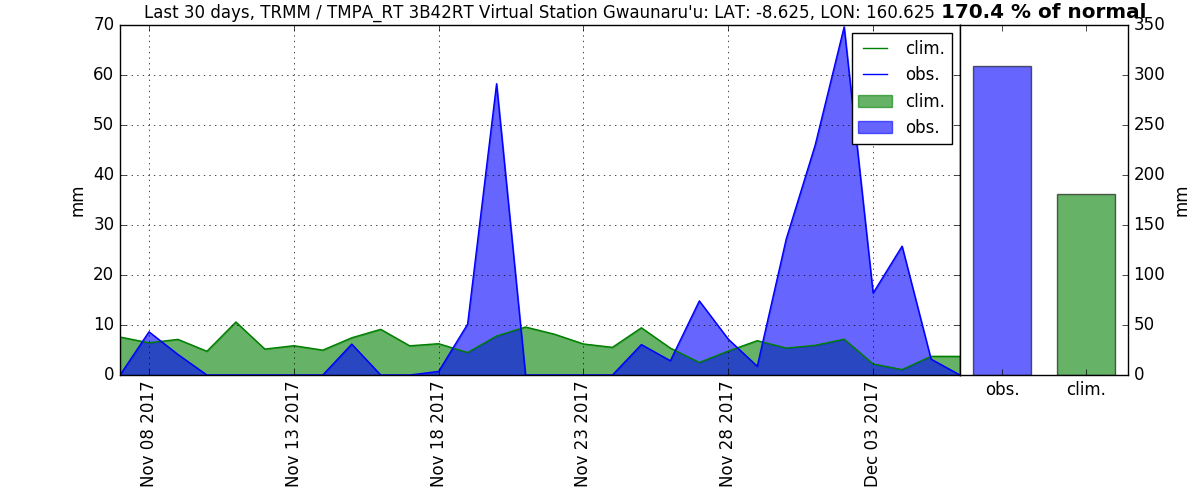 Last 30 days, TRMM / TMPA_RT 3B42RT Virtual Station Gwaunaru'u: LAT: -8.625, LON: 160.625 170.4 % of normal
70
60
50
40
30
20
10
0
mm
clim.
obs.
clim.
obs.
350
300
250
200
150
100
50
0
mm
obs. clim.
Nov 08 2017
Nov 13 2017
Nov 18 2017
Nov 23 2017
Nov 28 2017
Dec 03 2017